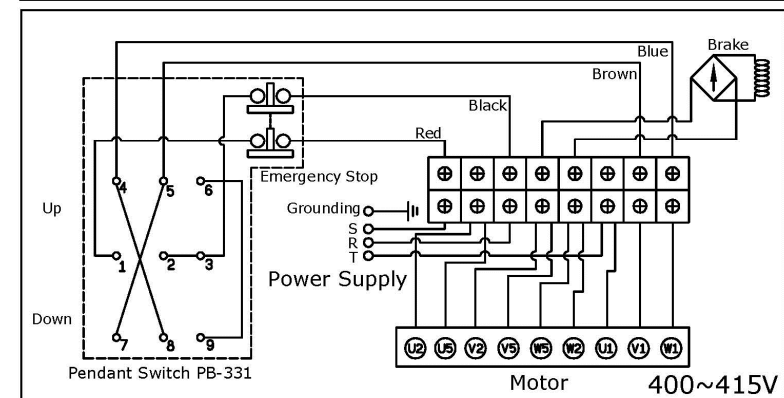 Blue
Brake
Brown
Black
Red
4 5 6
Emergency Stop
Up
Grounding
S
R
T
1 2 3
Power Supply
Down
7 8 9
U2 U5 V2 V5 W5 W2 U1 V1 W1
Pendant Switch PB-331
Motor
400~415V